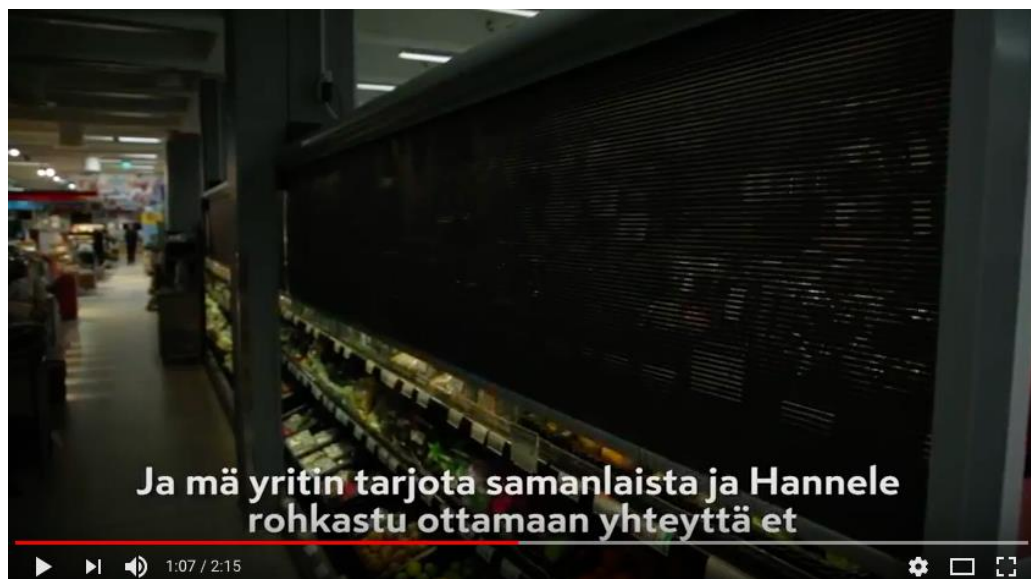 Ja mä yritin tarjota samanlaista ja Hannele
rohkastu ottamaan yhteyttä et
1:07 / 2:15